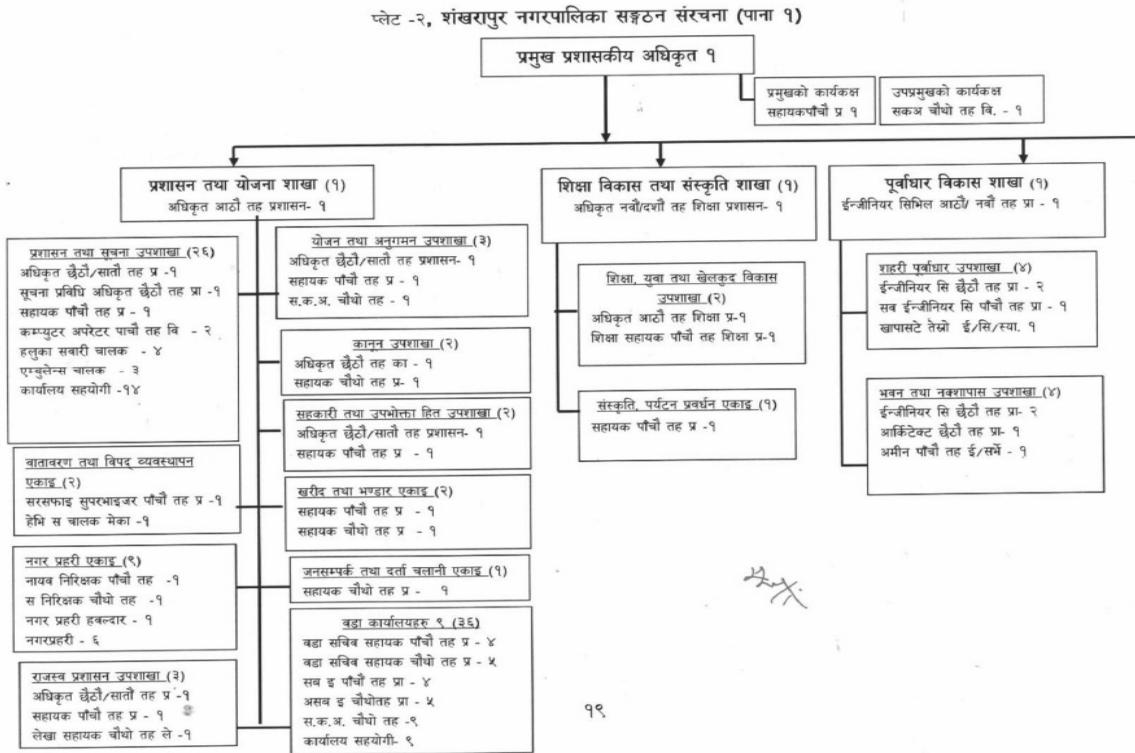 प्लेट -२, शंखरापुर नगरपालिका सङ्गठन संरचना (पाना १)
प्रमुख प्रशासकीय अधिकृत १
प्रमुखको कार्यकक्ष
सहायकपाँचौ प्र १
उपप्रमुखको कार्यकक्ष
सकअ चौथो तह वि. - १
प्रशासन तथा योजना शाखा (१)
अधिकृत आठौ तह प्रशासन- १
प्रशासन तथा सूचना उपशाखा (२६)
अधिकृत छैठौ/सातौ तह प्र -१
सूचना प्रविधि अधिकृत छैठौ तह प्रा -१
सहायक पाँचौ तह प्र - १
कम्प्युटर अपरेटर पाचौ तह वि - २
हलुका सवारी चालक - ४
एम्बुलेन्स चालक - ३
कार्यालय सहयोगी -१४
वातावरण तथा विपद् व्यवस्थापन
एकाइ (२)
सरसफाइ सुपरभाइजर पाँचौ तह प्र -१
हेभि स चालक मेका -१
नगर प्रहरी एकाइ (९)
नायव निरिक्षक पाँचौ तह -१
स निरिक्षक चौथो तह -१
नगर प्रहरी हवल्दार - १
नगरप्रहरी - ६
राजस्व प्रशासन उपशाखा (३)
अधिकृत छैठौ/सातौ तह प्र -१
सहायक पाँचौ तह प्र - १
लेखा सहायक चौथो तह ले -१
योजन तथा अनुगमन उपशाखा (३)
अधिकृत छैठौ/सातौ तह प्रशासन- १
सहायक पाँचौ तह प्र - १
स.क.अ. चौथो तह - १
कानून उपशाखा (२)
अधिकृत छैठौ तह का - १
सहायक चौथो तह प्र- १
सहकारी तथा उपभोक्ता हित उपशाखा (२)
अधिकृत छैठौ/सातौ तह प्रशासन- १
सहायक पाँचौ तह प्र - १
खरीद तथा भण्डार एकाइ (२)
सहायक पाँचौ तह प्र - १
सहायक चौथो तह प्र - १
जनसम्पर्क तथा दर्ता चलानी एकाइ (१)
सहायक चौथो तह प्र - १
वडा कार्यालयहरु ९ (३६)
वडा सचिव सहायक पाँचौ तह प्र - ४
वडा सचिव सहायक चौथो तह प्र - ५
सब इ पाँचौ तह प्रा - ४
असब इ चौथोतह प्रा - ५
स.क.अ. चौथो तह -९
कार्यालय सहयोगी- ९
शिक्षा विकास तथा संस्कृति शाखा (१)
अधिकृत नवौं/दशौ तह शिक्षा प्रशासन- १
शिक्षा, युवा तथा खेलकुद विकास
उपशाखा (२)
अधिकृत आठौ तह शिक्षा प्र-१
शिक्षा सहायक पाँचौ तह शिक्षा प्र-१
संस्कृति, पर्यटन प्रवर्धन एकाइ (१)
सहायक पाँचौ तह प्र -१
पूर्वाधार विकास शाखा (१)
ईन्जीनियर सिभिल आठौ/ नवौं तह प्रा - १
शहरी पूर्वाधार उपशाखा (४)
ईन्जीनियर सि छैठौ तह प्रा - २
सव ईन्जीनियर सि पाँचौ तह प्रा - १
खापासटे तेस्रो ई/सि/स्या. १
भवन तथा नक्शापास उपशाखा (४)
ईन्जीनियर सि छैठौ तह प्रा- २
आर्किटेक्ट छैठौ तह प्रा- १
अमीन पाँचौ तह ई/सर्भे - १
१९